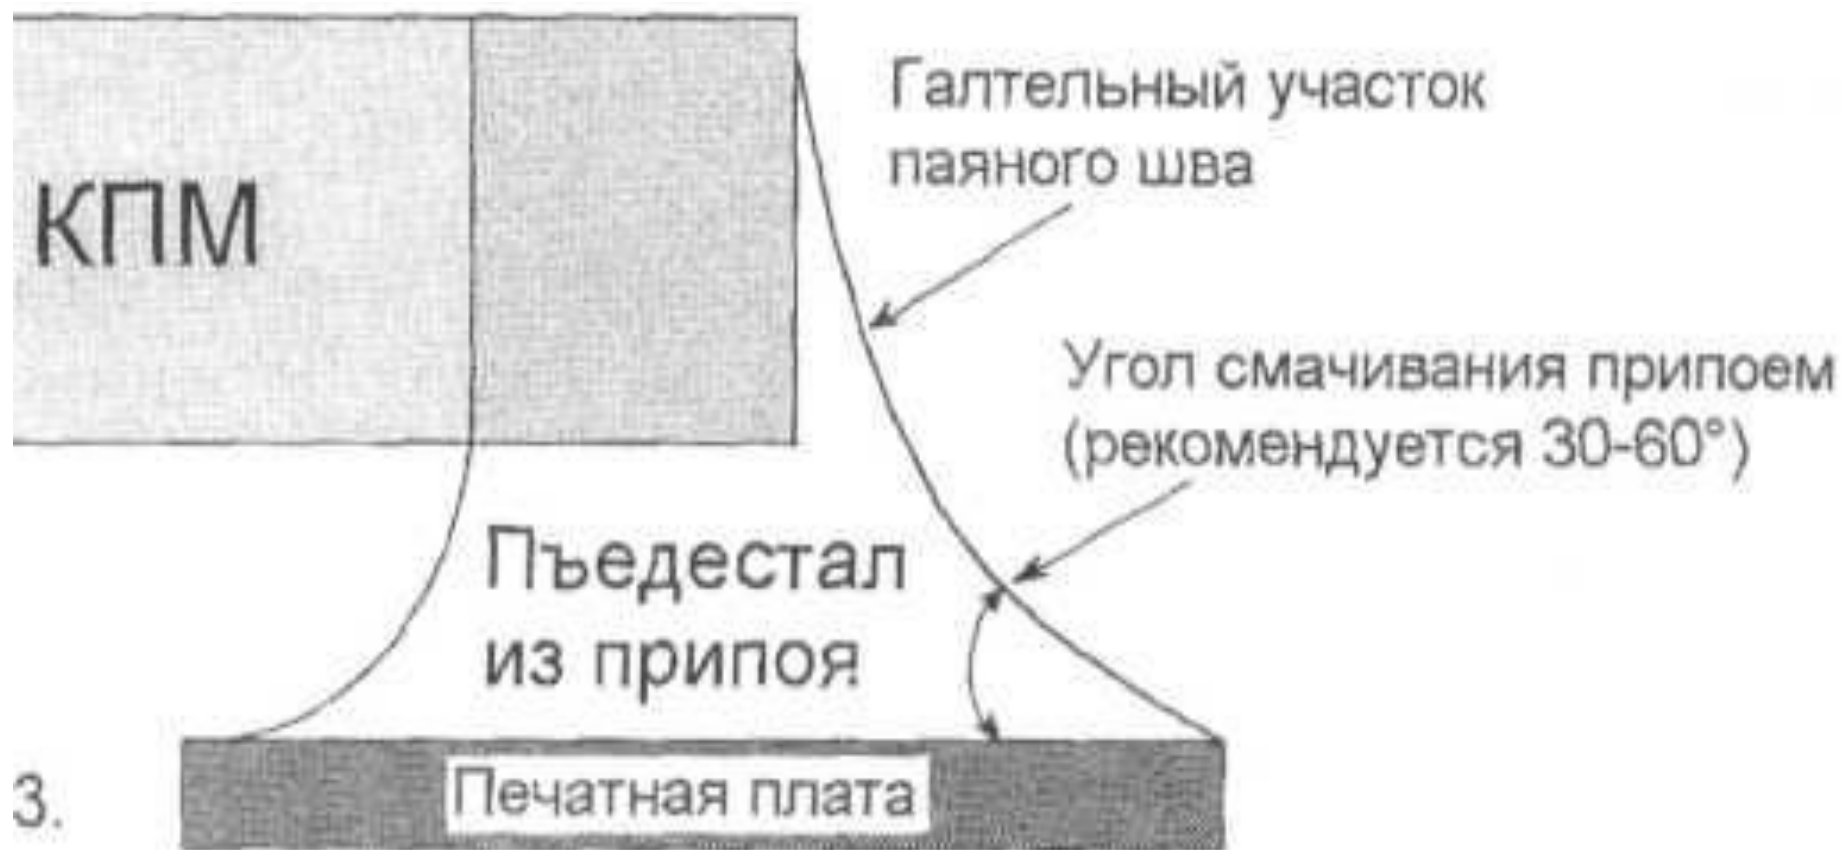 Галтельный участок
паяного шва
КПМ
Угол смачивания припоем
(рекомендуется 30-60°)
Пъедестал
из припоя
Печатная плата
3.